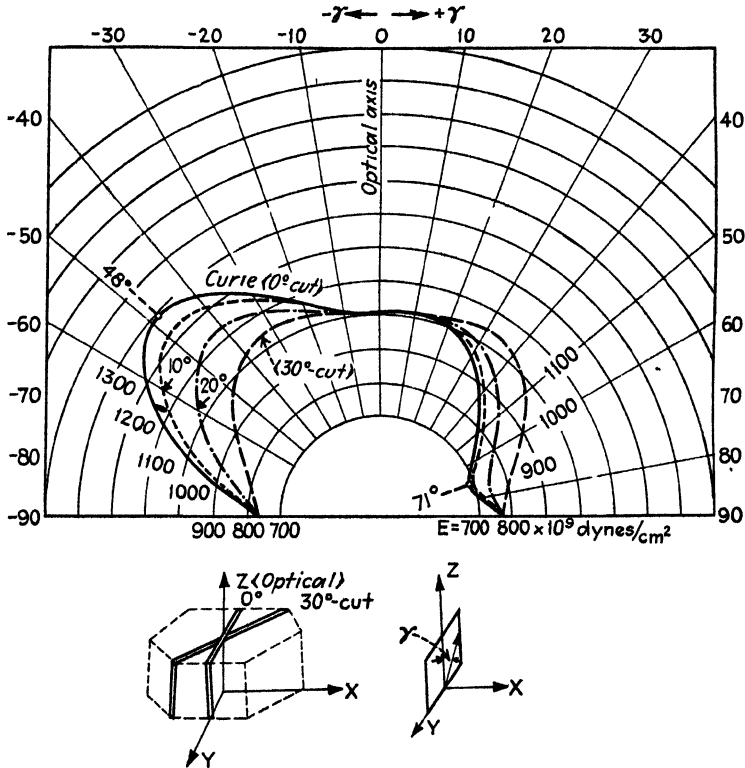 -γ +γ
-30 -20 -10 0 10 20 30
Optical axis
-40 40
-50 50
-60 60
-70 70
-80 80
-90 90
48°
Curie (0°cut)
10°
20°
(30°-cut)
1300
1200
1100
1000
900 800 700
1100
1000
900
71°
E=700 800 x10⁹ dynes/cm²
Z (Optical)
0° 30°-cut
X
Y
Z
γ
X
Y